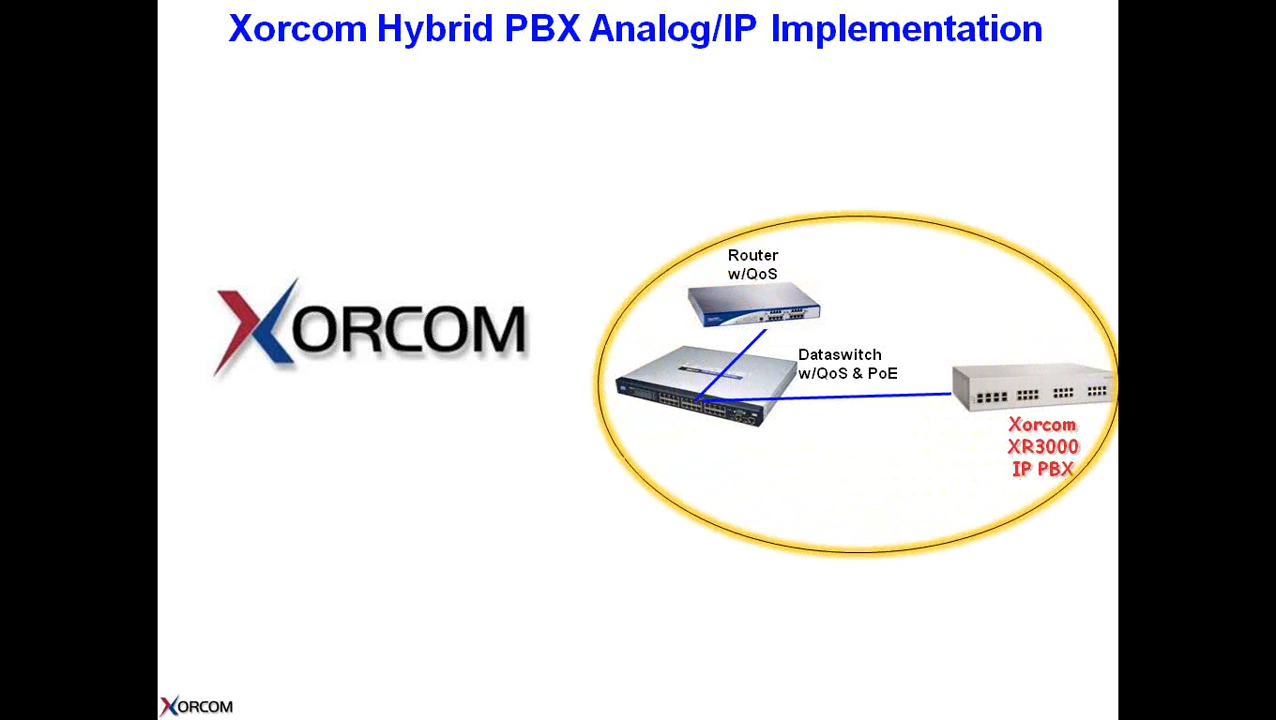 Xorcom Hybrid PBX Analog/IP Implementation
Router
w/QoS
XORCOM
Dataswitch
w/QoS & PoE
Xorcom
XR3000
IP PBX
XORCOM